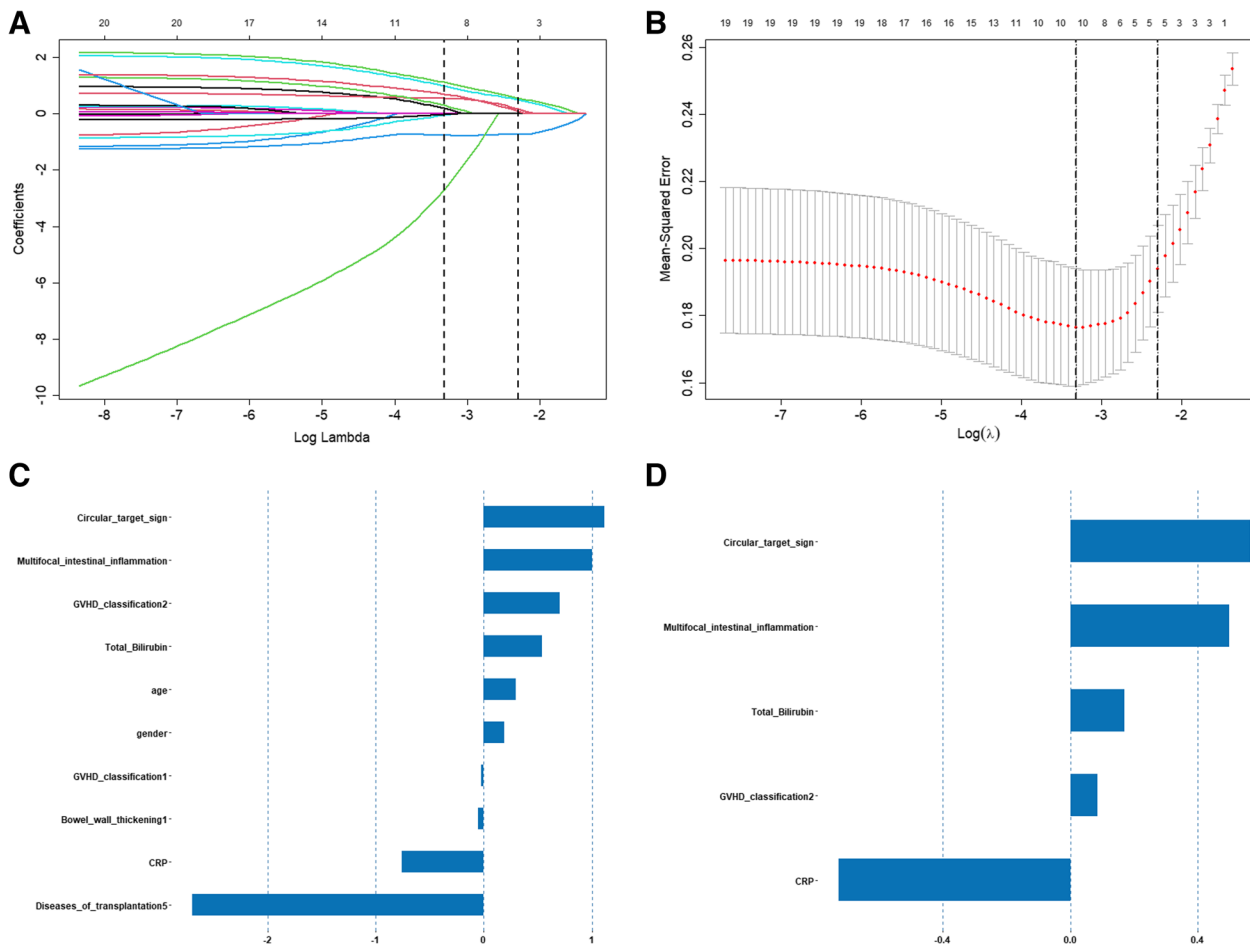 A
20 20 17 14 11 8 3
2
0
-2
-4
-6
-8
-10
Coefficients
-8 -7 -6 -5 -4 -3 -2
Log Lambda
B
19 19 19 19 19 19 18 17 16 16 15 13 11 10 10 10 8 6 5 5 3 3 3 1
0.26
0.24
0.22
0.20
0.18
0.16
Mean-Squared Error
-7 -6 -5 -4 -3 -2
Log(λ)
C
Circular_target_sign
Multifocal_intestinal_inflammation
GVHD_classification2
Total_Bilirubin
age
gender
GVHD_classification1
Bowel_wall_thickening1
CRP
Diseases_of_transplantation5
-2 -1 0 1
D
Circular_target_sign
Multifocal_intestinal_inflammation
Total_Bilirubin
GVHD_classification2
CRP
-0.4 0.0 0.4